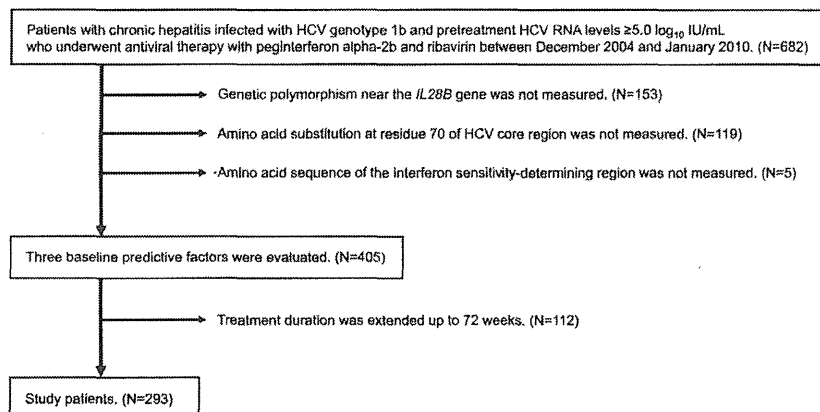 Patients with chronic hepatitis infected with HCV genotype 1b and pretreatment HCV RNA levels ≥5.0 log10 IU/mL
who underwent antiviral therapy with peginterferon alpha-2b and ribavirin between December 2004 and January 2010. (N=682)
Genetic polymorphism near the IL28B gene was not measured. (N=153)
Amino acid substitution at residue 70 of HCV core region was not measured. (N=119)
Amino acid sequence of the interferon sensitivity-determining region was not measured. (N=5)
Three baseline predictive factors were evaluated. (N=405)
Treatment duration was extended up to 72 weeks. (N=112)
Study patients. (N=293)